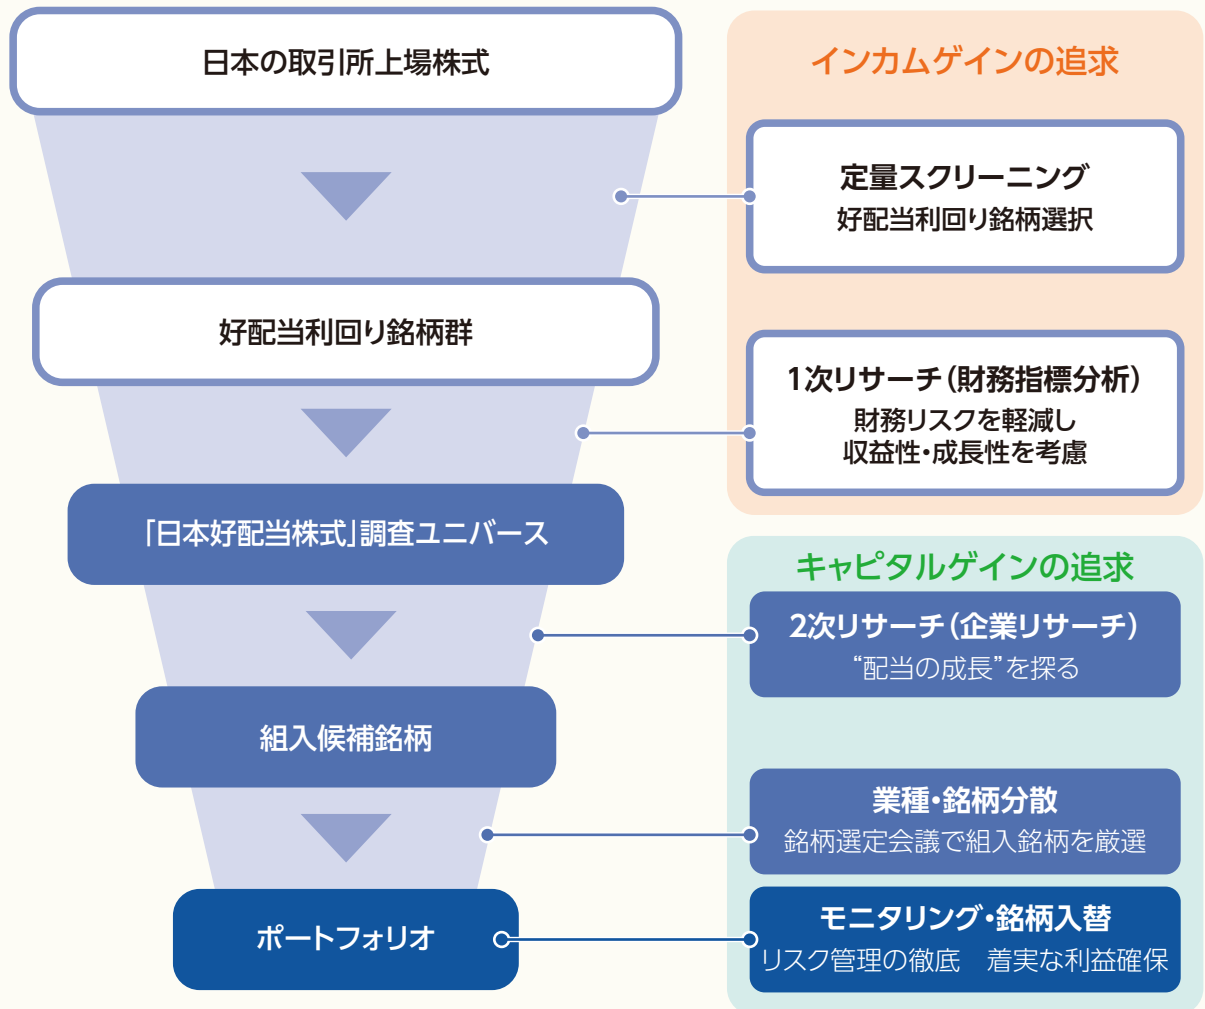 日本の取引所上場株式
好配当利回り銘柄群
「日本好配当株式」調査ユニバース
組入候補銘柄
ポートフォリオ
インカムゲインの追求
定量スクリーニング
好配当利回り銘柄選択
1次リサーチ(財務指標分析)
財務リスクを軽減し
収益性・成長性を考慮
キャピタルゲインの追求
2次リサーチ(企業リサーチ)
“配当の成長”を探る
業種・銘柄分散
銘柄選定会議で組入銘柄を厳選
モニタリング・銘柄入替
リスク管理の徹底　着実な利益確保